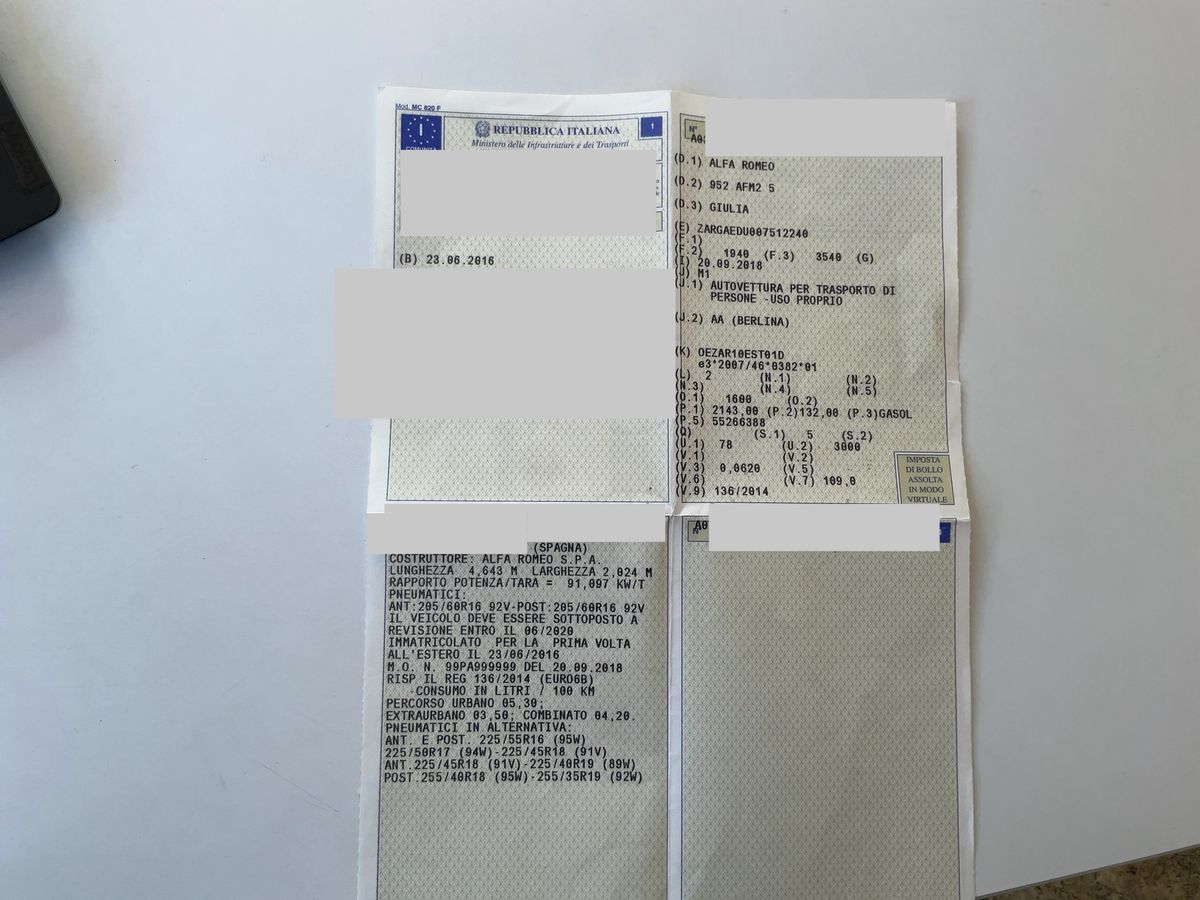 Mod. MC 820 F
I
REPUBBLICA ITALIANA
1
Ministero delle Infrastrutture e dei Trasporti
(B) 23.06.2016
N°
(D.1) ALFA ROMEO
(D.2) 952 AFM2 5
(D.3) GIULIA
(E) ZARGAEDU007512240
(F.1)
(F.2) 1940 (F.3) 3540 (G)
(I) 20.09.2018
(J) M1
(J.1) AUTOVETTURA PER TRASPORTO DI
PERSONE -USO PROPRIO
(J.2) AA (BERLINA)
(K) OEZAR10EST01D
e3*2007/46*0382*01
(L) 2 (N.1) (N.2)
(N.3) (N.4) (N.5)
(O.1) 1600 (O.2)
(P.1) 2143,00 (P.2)132,00 (P.3)GASOL
(P.5) 55266388
(Q) (S.1) 5 (S.2)
(U.1) 78 (U.2) 3000
(V.1) (V.2)
(V.3) 0,0620 (V.5)
(V.6) (V.7) 109,0
(V.9) 136/2014
IMPOSTA
DI BOLLO
ASSOLTA
IN MODO
VIRTUALE
(SPAGNA)
COSTRUTTORE: ALFA ROMEO S.P.A.
LUNGHEZZA 4,643 M LARGHEZZA 2,024 M
RAPPORTO POTENZA/TARA = 91,097 KW/T
PNEUMATICI:
ANT:205/60R16 92V-POST:205/60R16 92V
IL VEICOLO DEVE ESSERE SOTTOPOSTO A
REVISIONE ENTRO IL 06/2020
IMMATRICOLATO PER LA PRIMA VOLTA
ALL'ESTERO IL 23/06/2016
M.O. N. 99PA999999 DEL 20.09.2018
RISP IL REG 136/2014 (EURO6B)
-CONSUMO IN LITRI / 100 KM
PERCORSO URBANO 05,30;
EXTRAURBANO 03,50; COMBINATO 04,20.
PNEUMATICI IN ALTERNATIVA:
ANT. E POST. 225/55R16 (95W)
225/50R17 (94W)-225/45R18 (91V)
ANT.225/45R18 (91V)-225/40R19 (89W)
POST.255/40R18 (95W)-255/35R19 (92W)
A0
N°